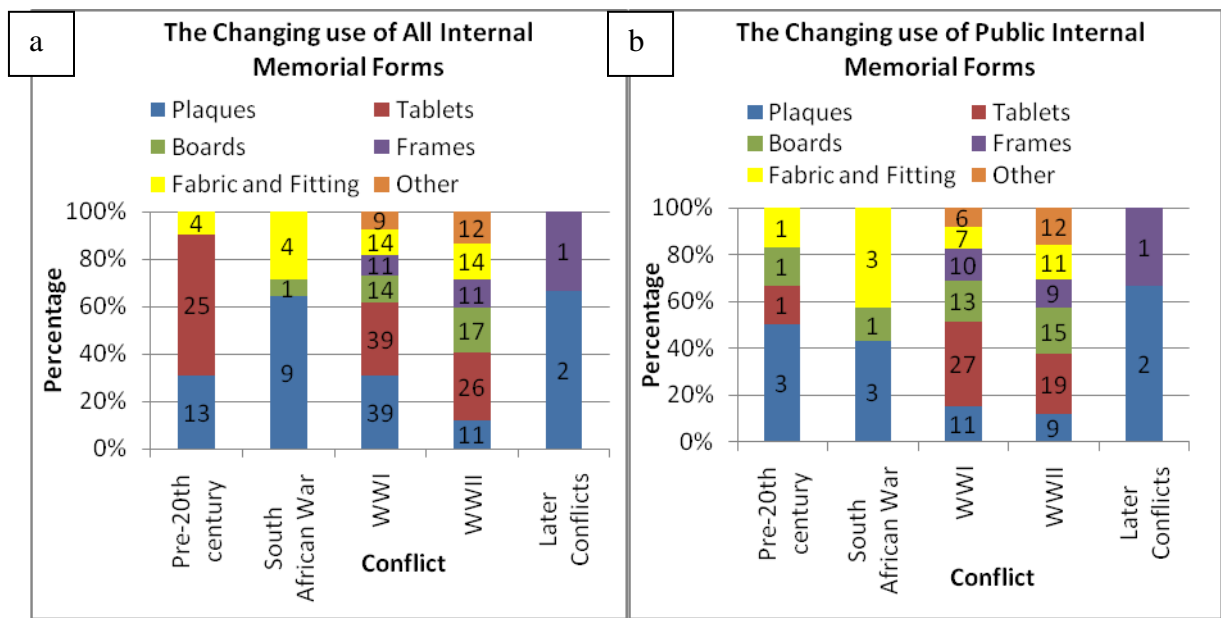 a
The Changing use of All Internal
Memorial Forms
Plaques Tablets
Boards Frames
Fabric and Fitting Other
100%
80%
60%
40%
20%
0%
Percentage
4
25
13
4
1
9
9
14
11
14
39
39
12
14
11
17
26
11
1
2
Pre-20th
century
South
African War
WWI
WWII
Later
Conflicts
Conflict
b
The Changing use of Public Internal
Memorial Forms
Plaques Tablets
Boards Frames
Fabric and Fitting Other
100%
80%
60%
40%
20%
0%
Percentage
1
1
1
3
3
1
3
6
7
10
13
27
11
12
11
9
15
19
9
1
2
Pre-20th
century
South
African War
WWI
WWII
Later
Conflicts
Conflict